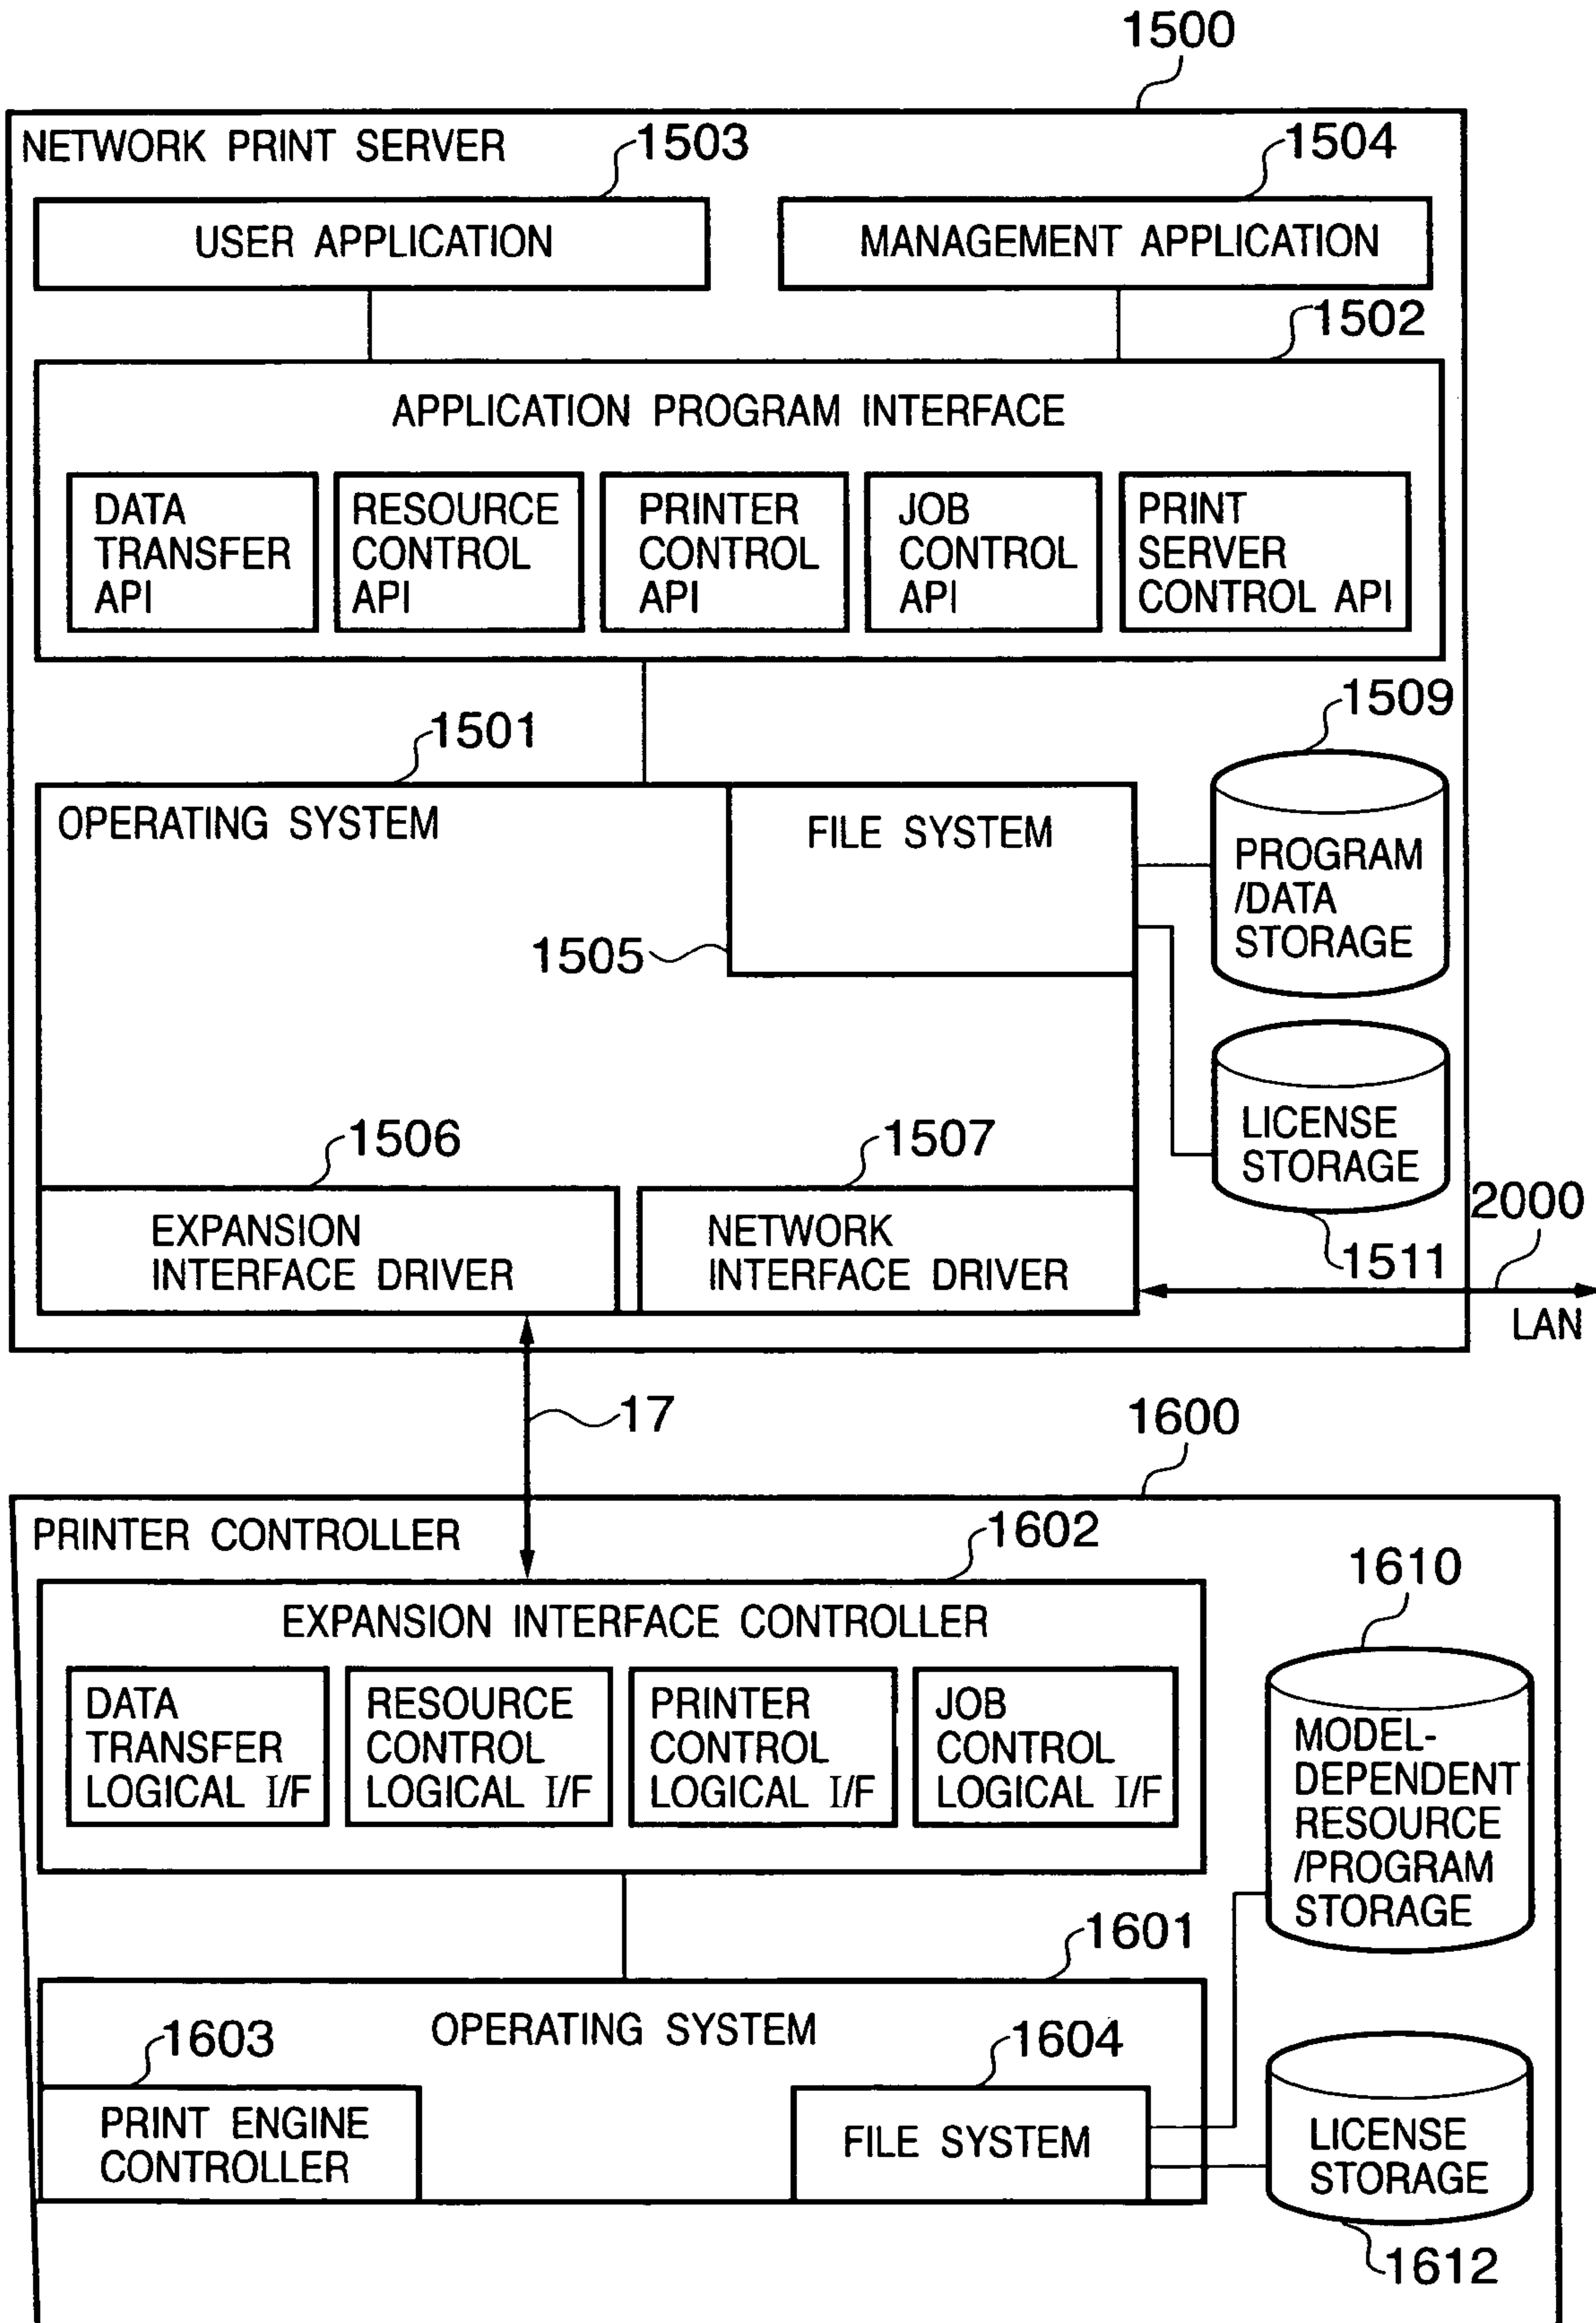 1500
NETWORK PRINT SERVER
1503
1504
USER APPLICATION
MANAGEMENT APPLICATION
1502
APPLICATION PROGRAM INTERFACE
DATA
TRANSFER
API
RESOURCE
CONTROL
API
PRINTER
CONTROL
API
JOB
CONTROL
API
PRINT
SERVER
CONTROL API
1501
1509
OPERATING SYSTEM
FILE SYSTEM
1505
PROGRAM
/DATA
STORAGE
LICENSE
STORAGE
1511
1506
1507
EXPANSION
INTERFACE DRIVER
NETWORK
INTERFACE DRIVER
2000
LAN
17
1600
PRINTER CONTROLLER
1602
EXPANSION INTERFACE CONTROLLER
DATA
TRANSFER
LOGICAL I/F
RESOURCE
CONTROL
LOGICAL I/F
PRINTER
CONTROL
LOGICAL I/F
JOB
CONTROL
LOGICAL I/F
1610
MODEL-
DEPENDENT
RESOURCE
/PROGRAM
STORAGE
1601
OPERATING SYSTEM
1603
1604
PRINT ENGINE
CONTROLLER
FILE SYSTEM
LICENSE
STORAGE
1612